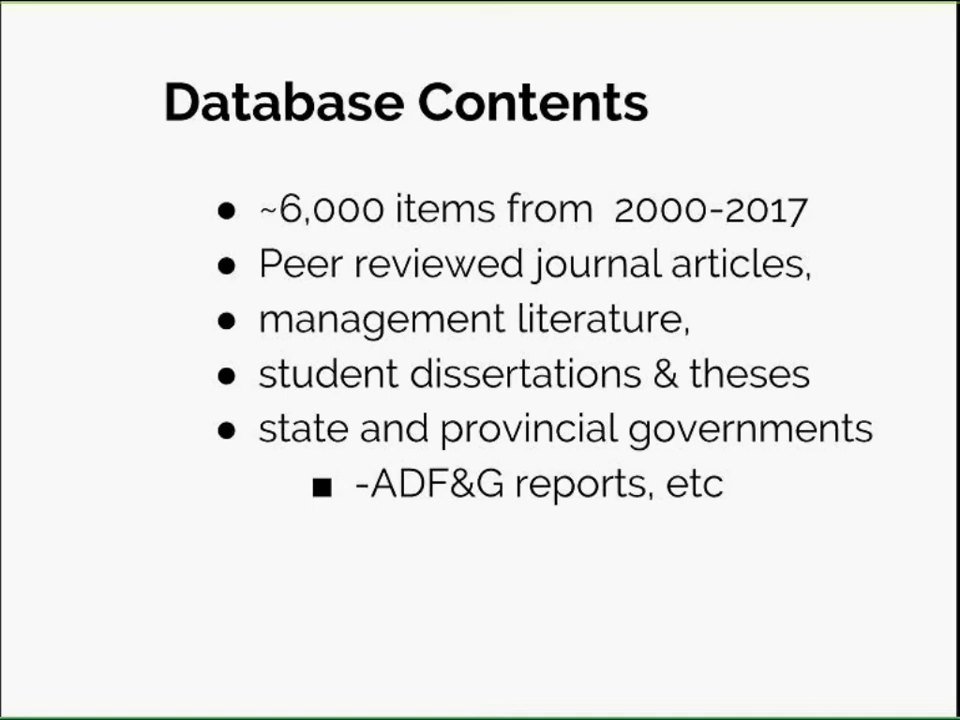 Database Contents
● ~6,000 items from 2000-2017
● Peer reviewed journal articles,
● management literature,
● student dissertations & theses
● state and provincial governments
■ -ADF&G reports, etc